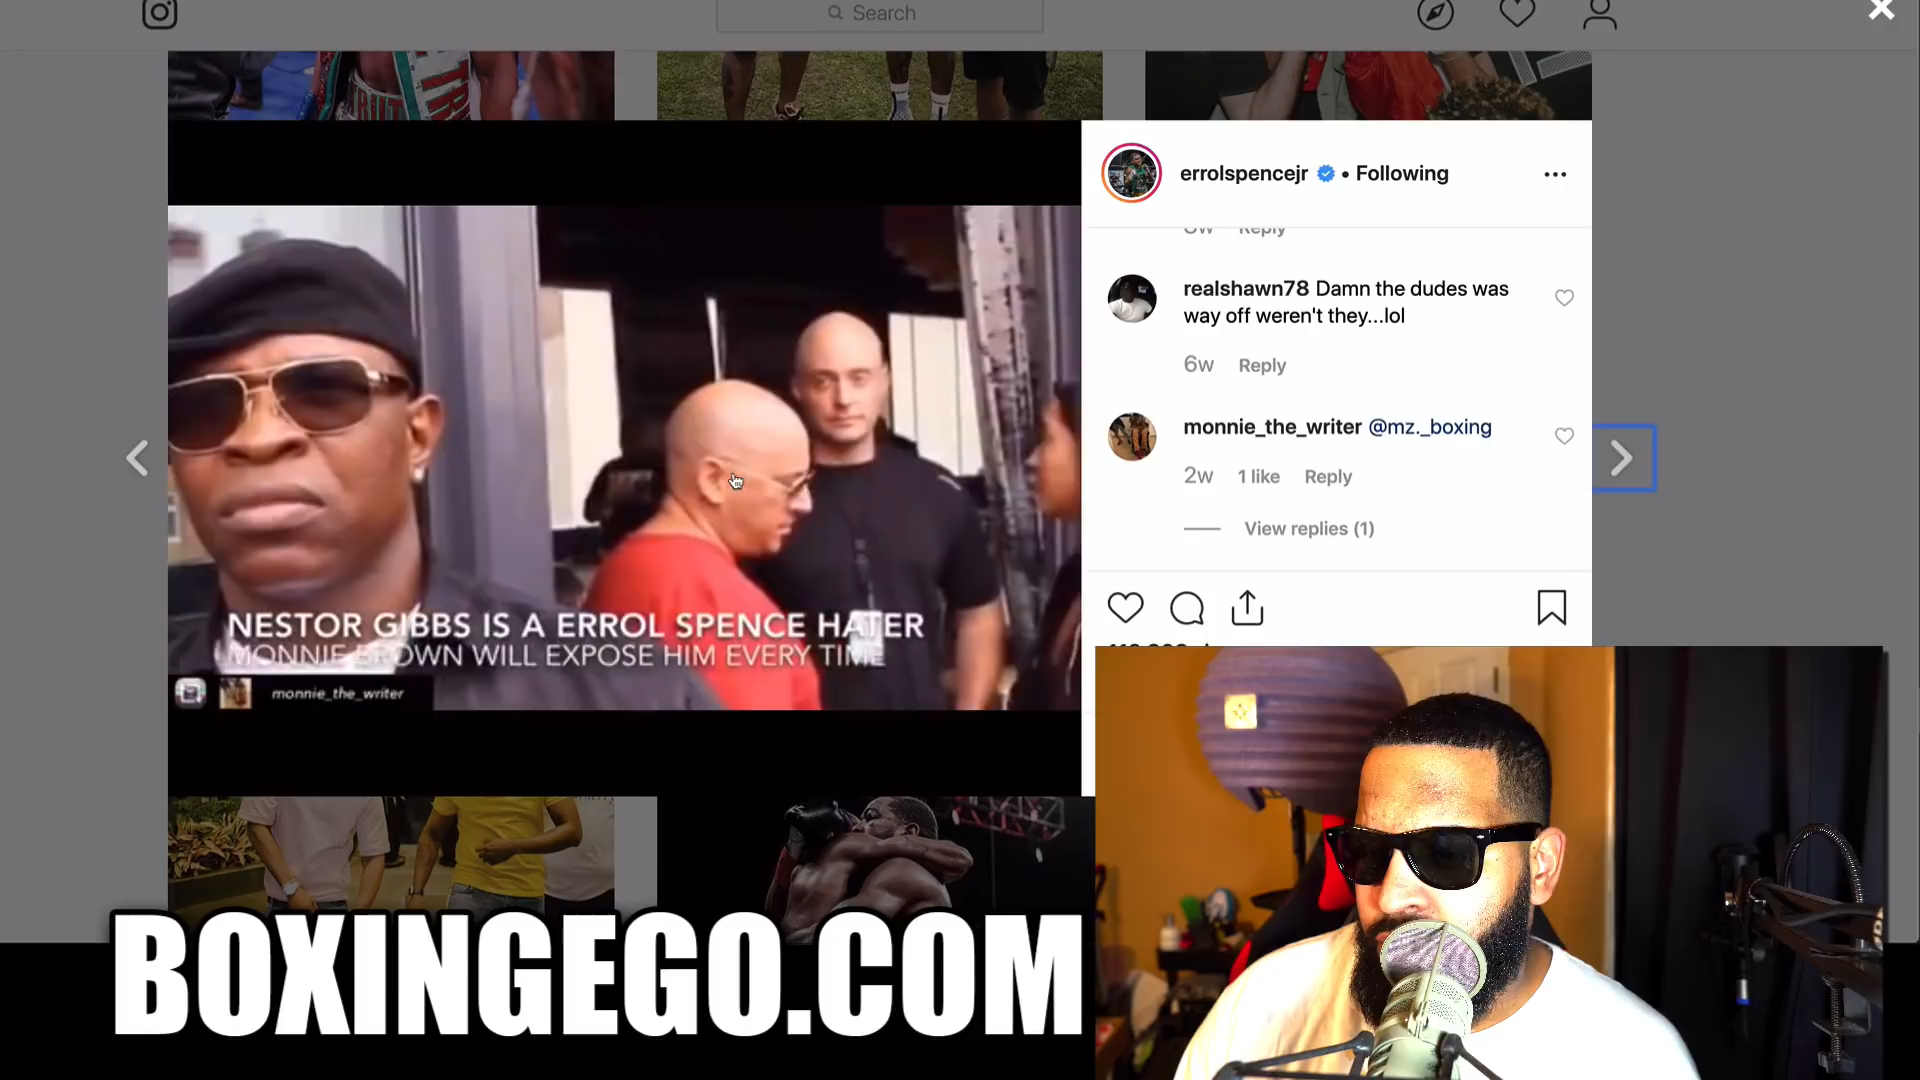 Search
errolspencejr • Following
Reply
realshawn78 Damn the dudes was
way off weren't they...lol
6w Reply
monnie_the_writer @mz._boxing
2w 1 like Reply
View replies (1)
NESTOR GIBBS IS A ERROL SPENCE HATER
MONNIE BROWN WILL EXPOSE HIM EVERY TIME
monnie_the_writer
BOXINGEGO.COM